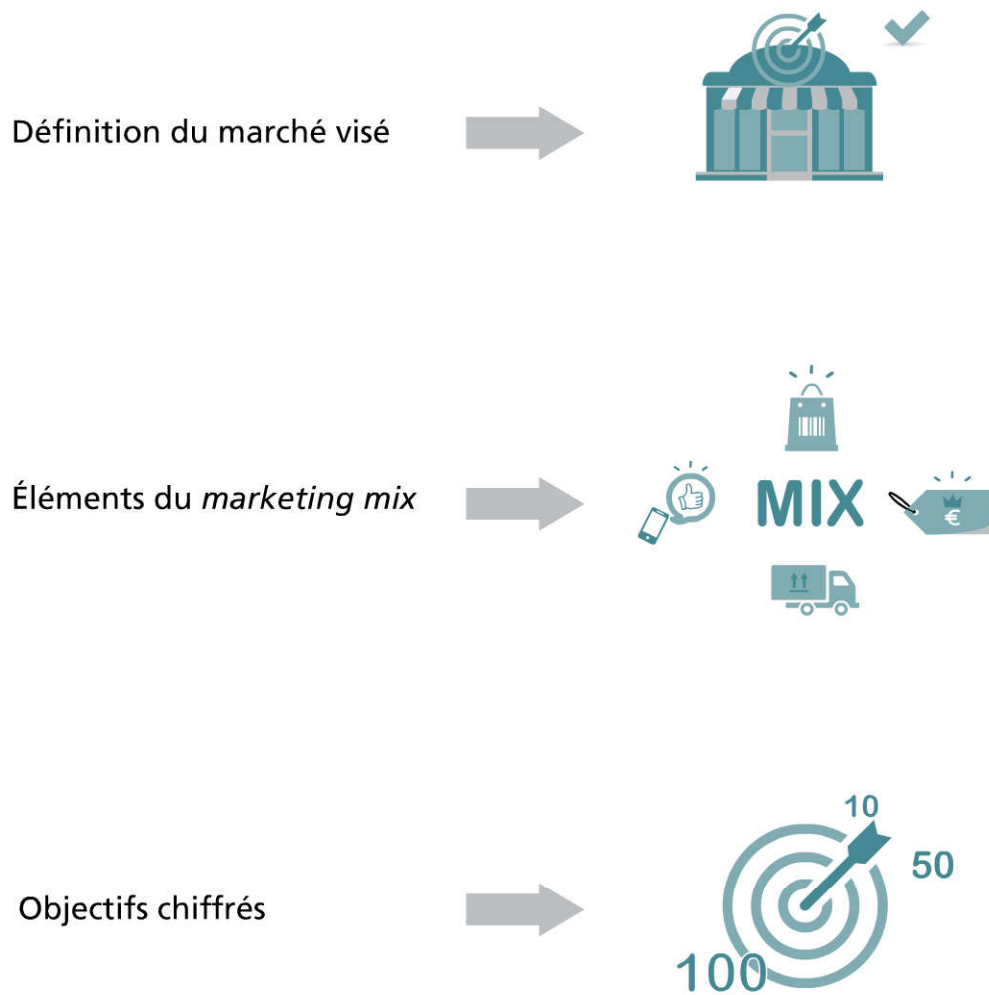 Définition du marché visé
Éléments du marketing mix
MIX
€
10
50
Objectifs chiffrés
100